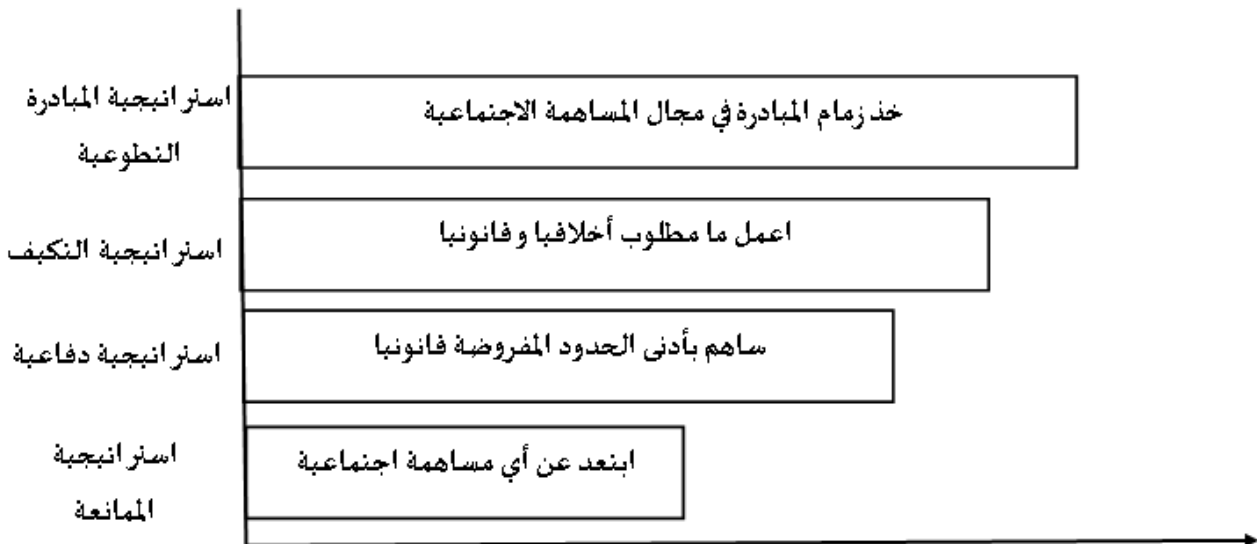 استراتيجية المبادرة
التطوعية
خذ زمام المبادرة في مجال المساهمة الاجتماعية
استراتيجية التكيف
اعمل ما مطلوب أخلاقيا و قانونيا
استراتيجية دفاعية
ساهم بأدنى الحدود المفروضة قانونيا
استراتيجية
الممانعة
ابتعد عن أي مساهمة اجتماعية